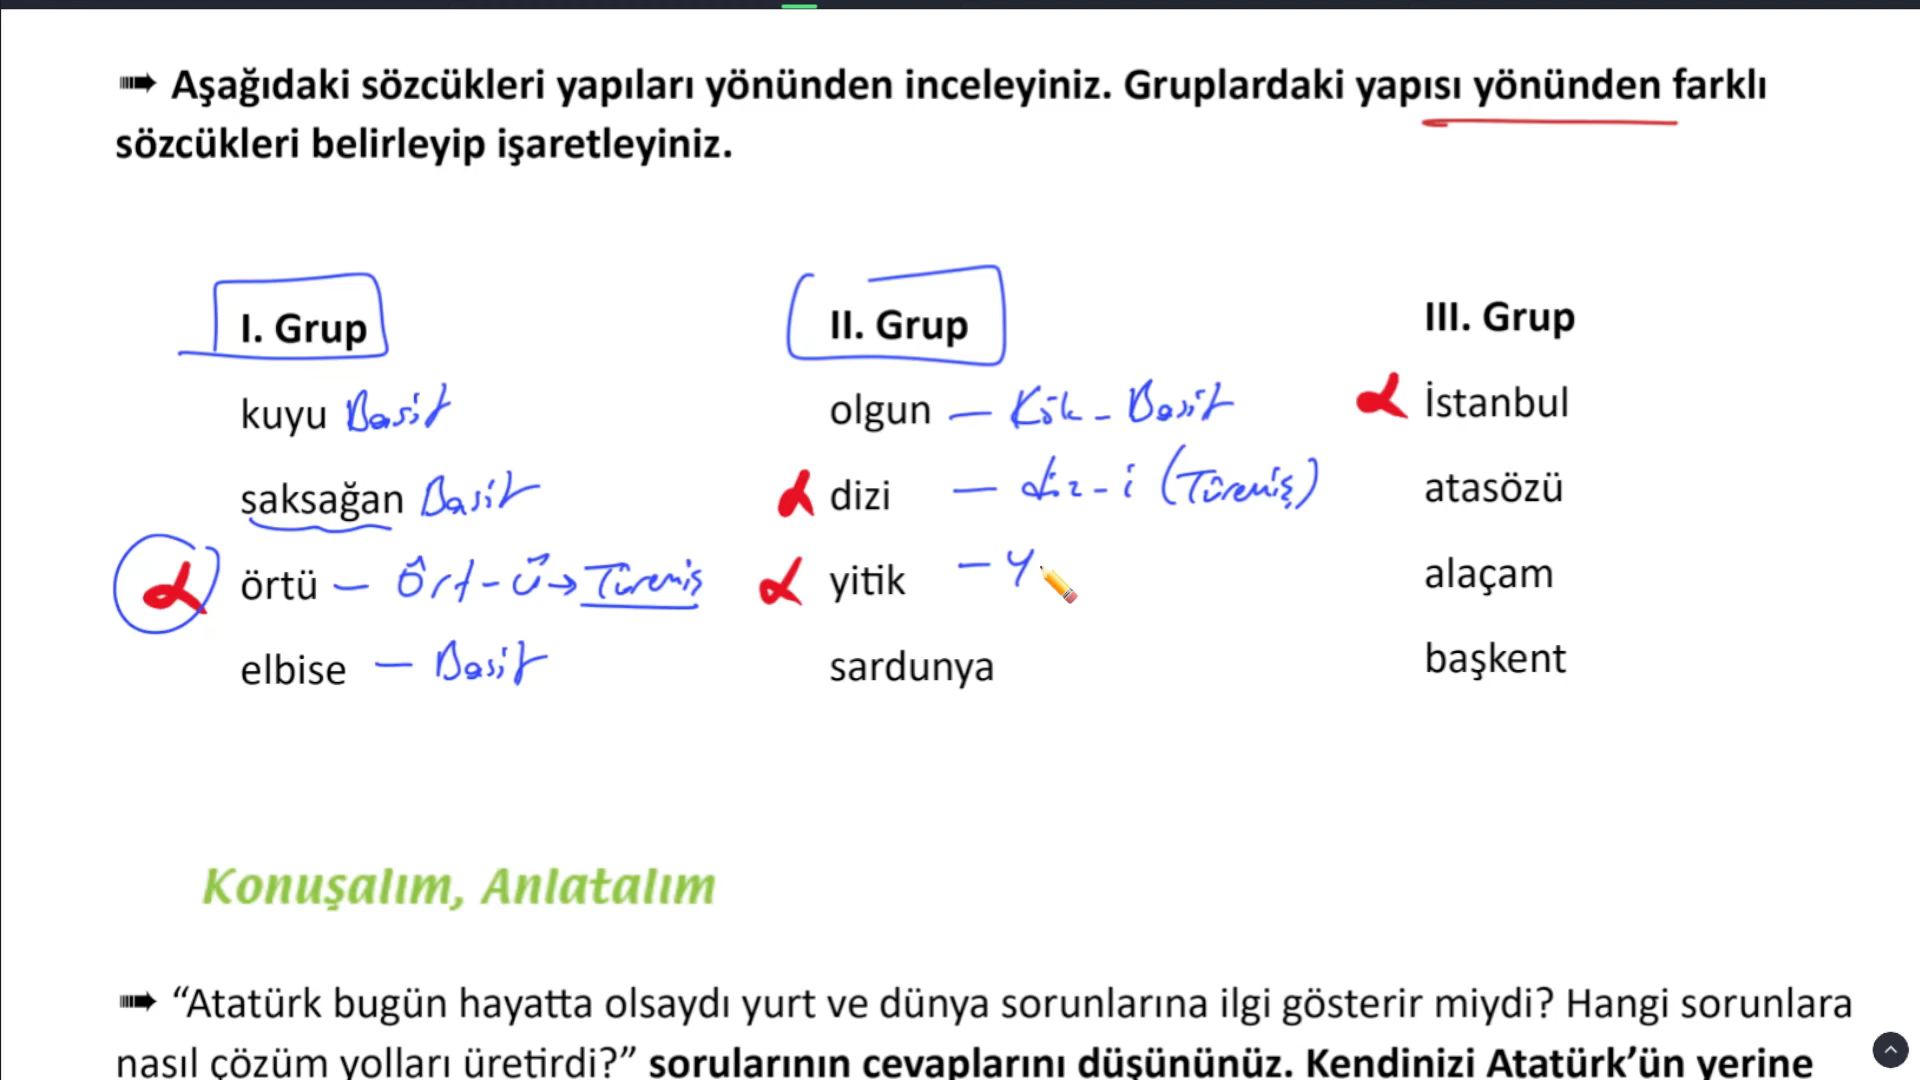 ➠ Aşağıdaki sözcükleri yapıları yönünden inceleyiniz. Gruplardaki yapısı yönünden farklı
sözcükleri belirleyip işaretleyiniz.
I. Grup
kuyu Basit
saksağan Basit
örtü — Ört - ü → Türemiş
elbise — Basit
II. Grup
olgun — Kök - Basit
dizi — diz - i (Türemiş)
yitik — y
sardunya
III. Grup
İstanbul
atasözü
alaçam
başkent
Konuşalım, Anlatalım
➠ “Atatürk bugün hayatta olsaydı yurt ve dünya sorunlarına ilgi gösterir miydi? Hangi sorunlara
nasıl çözüm yolları üretirdi?” sorularının cevaplarını düşününüz. Kendinizi Atatürk’ün yerine